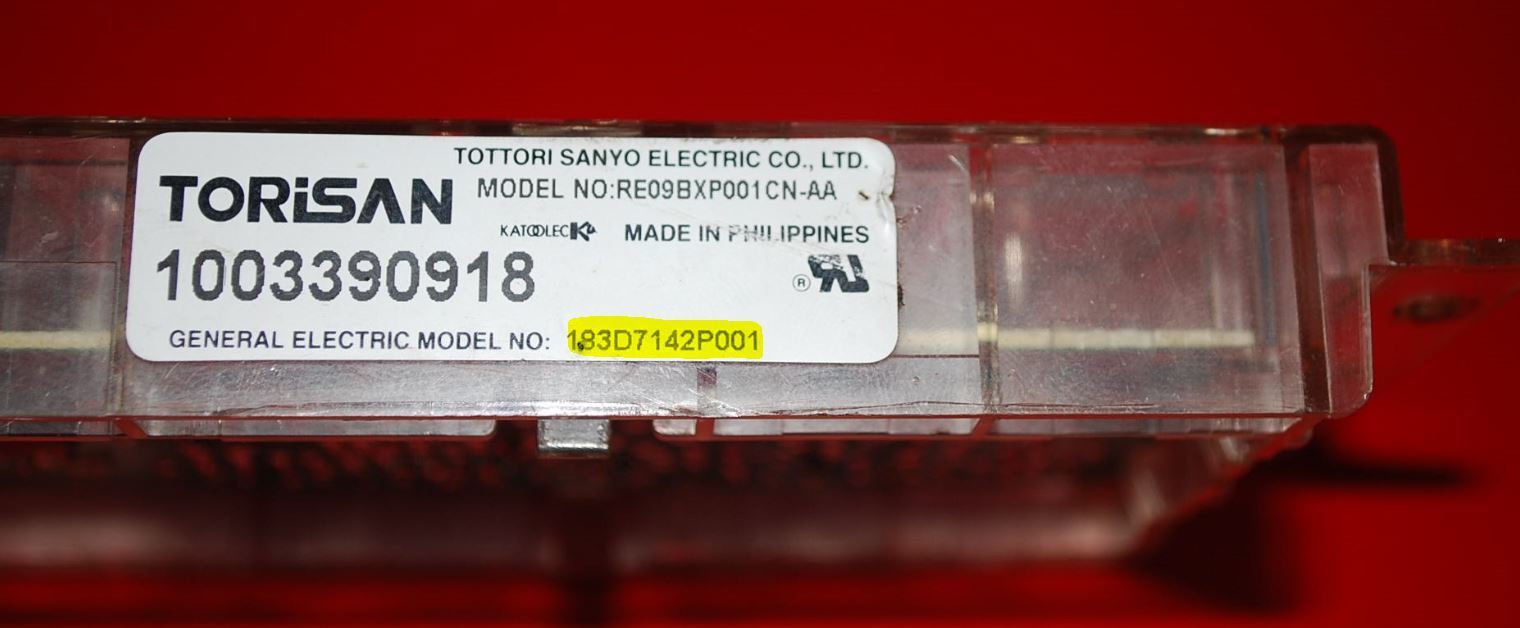 TOTTORI SANYO ELECTRIC CO., LTD.
TORiSAN MODEL NO:RE09BXP001CN-AA
KATOOLEC MADE IN PHILIPPINES
1003390918
®
GENERAL ELECTRIC MODEL NO: 183D7142P001